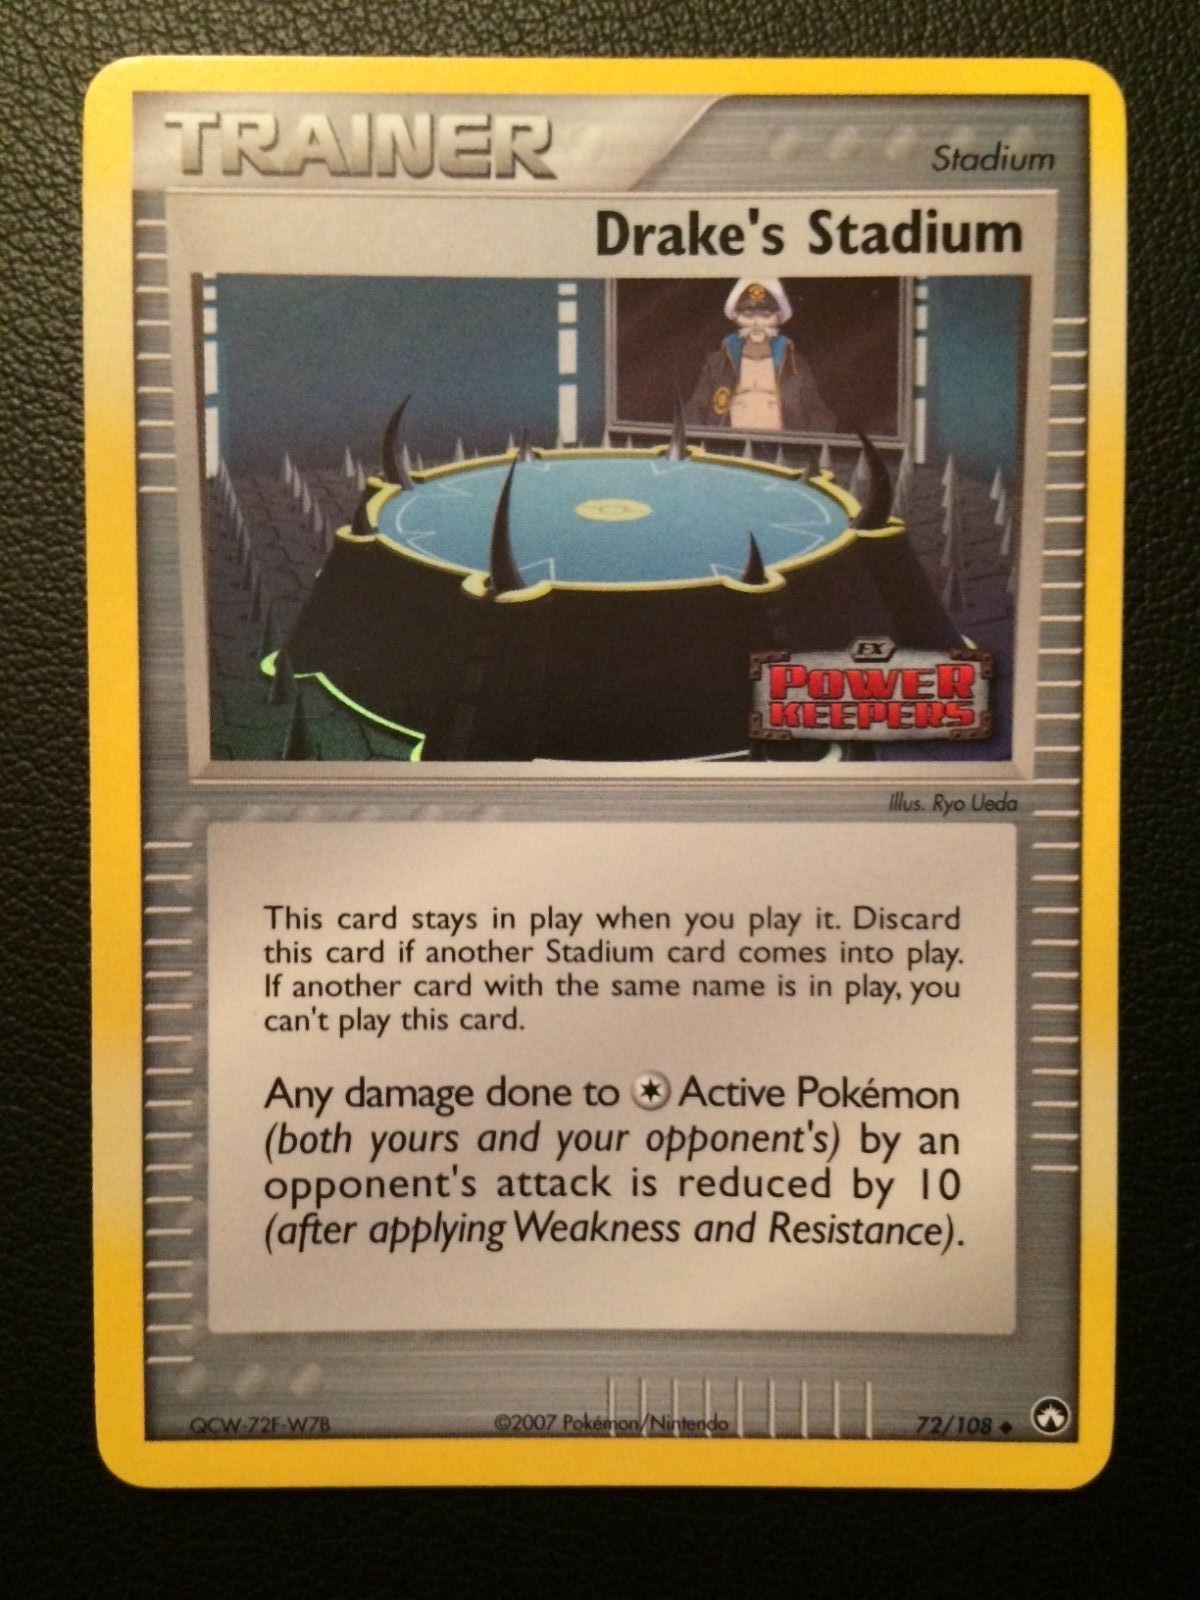 TRAINER
Stadium
Drake's Stadium
EX
POWER
KEEPERS
Illus. Ryo Ueda
This card stays in play when you play it. Discard
this card if another Stadium card comes into play.
If another card with the same name is in play, you
can't play this card.
Any damage done to Active Pokémon
(both yours and your opponent's) by an
opponent's attack is reduced by 10
(after applying Weakness and Resistance).
QCW-72F-W7B
©2007 Pokémon/Nintendo
72/108